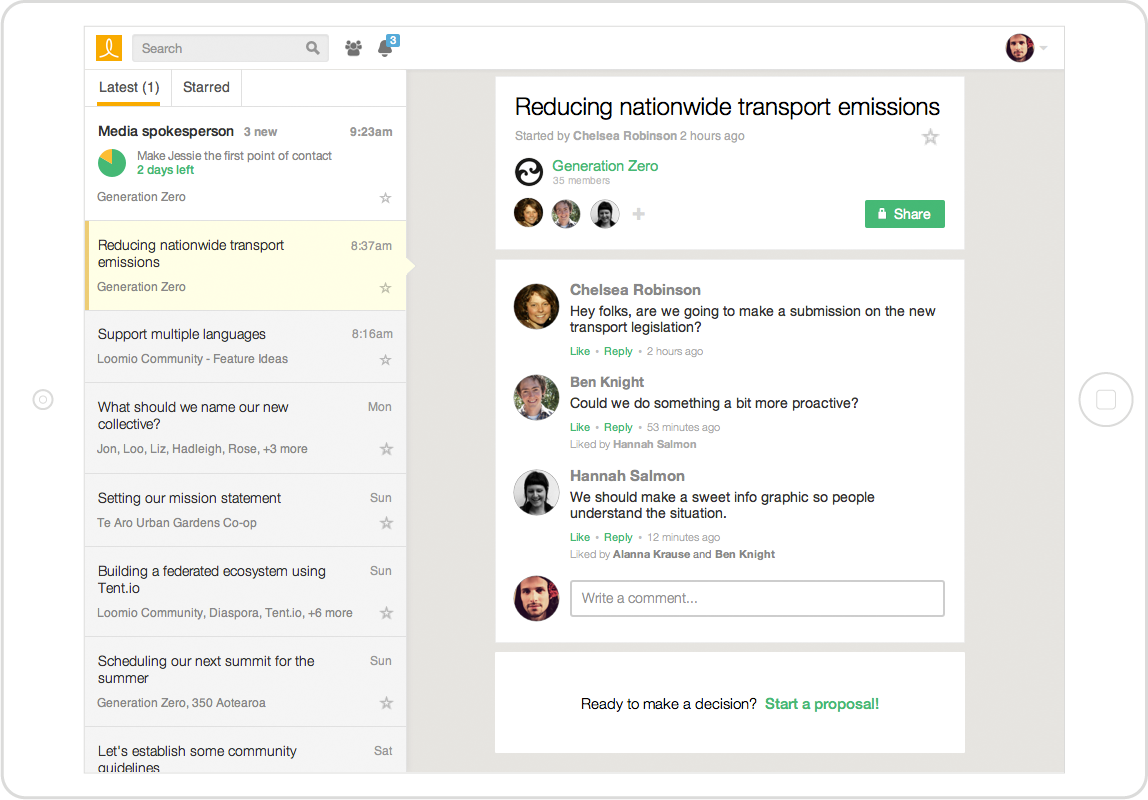 Search
3
Latest (1)
Starred
Media spokesperson 3 new 9:23am
Make Jessie the first point of contact
2 days left
Generation Zero
Reducing nationwide transport 8:37am
emissions
Generation Zero
Support multiple languages 8:16am
Loomio Community - Feature Ideas
What should we name our new Mon
collective?
Jon, Loo, Liz, Hadleigh, Rose, +3 more
Setting our mission statement Sun
Te Aro Urban Gardens Co-op
Building a federated ecosystem using Sun
Tent.io
Loomio Community, Diaspora, Tent.io, +6 more
Scheduling our next summit for the Sun
summer
Generation Zero, 350 Aotearoa
Let's establish some community Sat
guidelines
Reducing nationwide transport emissions
Started by Chelsea Robinson 2 hours ago
Generation Zero
35 members
Share
Chelsea Robinson
Hey folks, are we going to make a submission on the new
transport legislation?
Like • Reply • 2 hours ago
Ben Knight
Could we do something a bit more proactive?
Like • Reply • 53 minutes ago
Liked by Hannah Salmon
Hannah Salmon
We should make a sweet info graphic so people
understand the situation.
Like • Reply • 12 minutes ago
Liked by Alanna Krause and Ben Knight
Write a comment...
Ready to make a decision? Start a proposal!